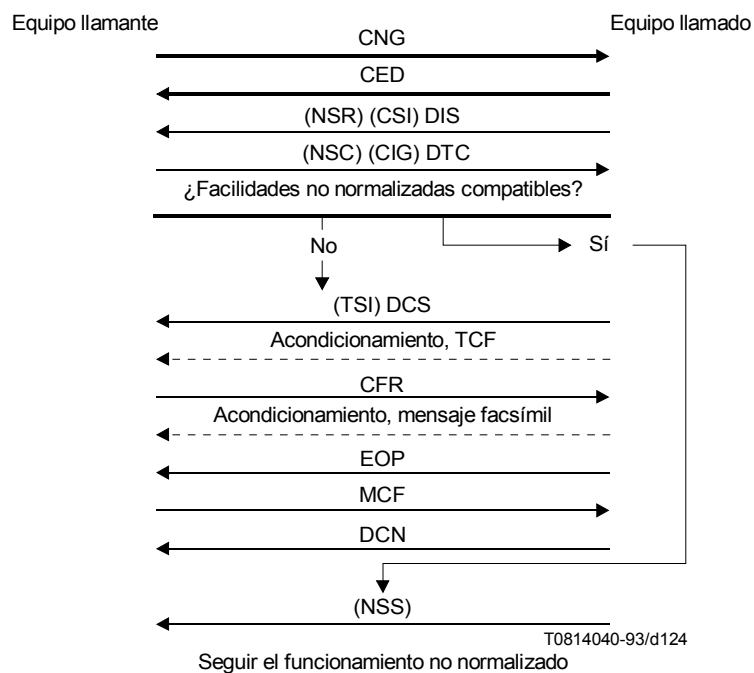 Equipo llamante
Equipo llamado
CNG
CED
(NSR) (CSI) DIS
(NSC) (CIG) DTC
¿Facilidades no normalizadas compatibles?
No
Sí
(TSI) DCS
Acondicionamiento, TCF
CFR
Acondicionamiento, mensaje facsímil
EOP
MCF
DCN
(NSS)
T0814040-93/d124
Seguir el funcionamiento no normalizado